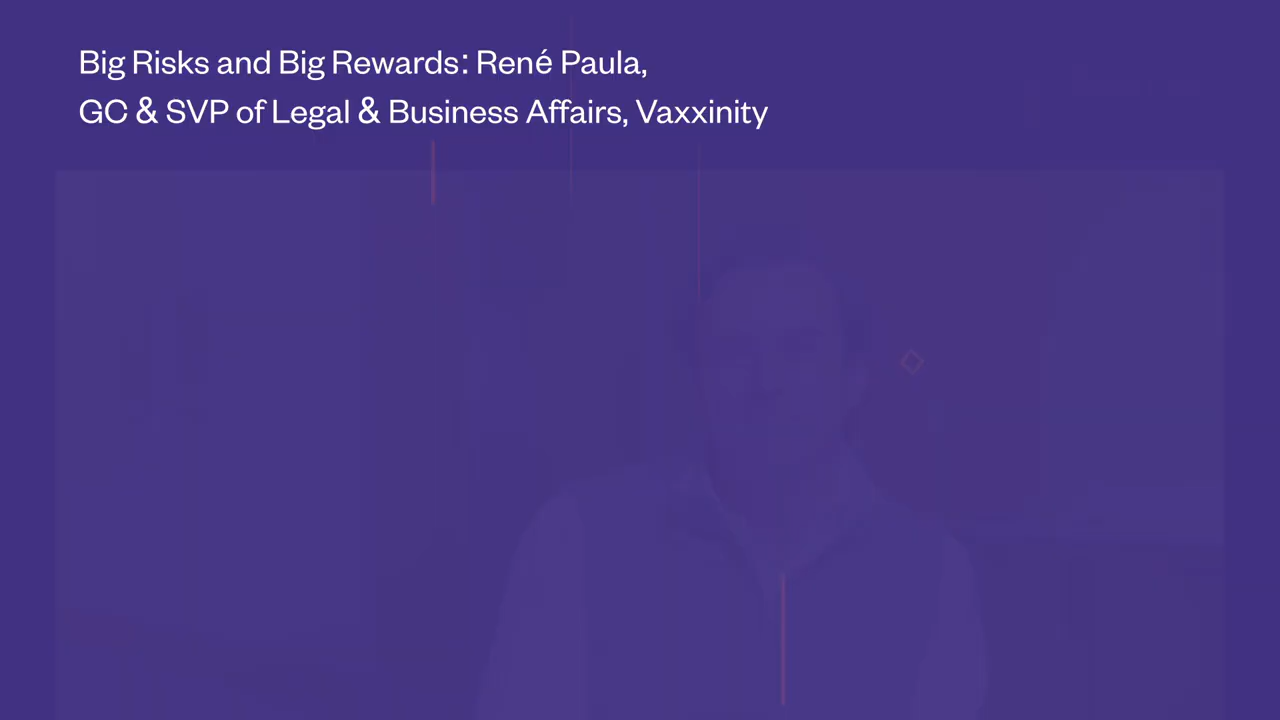 Big Risks and Big Rewards: René Paula,
GC & SVP of Legal & Business Affairs, Vaxxinity